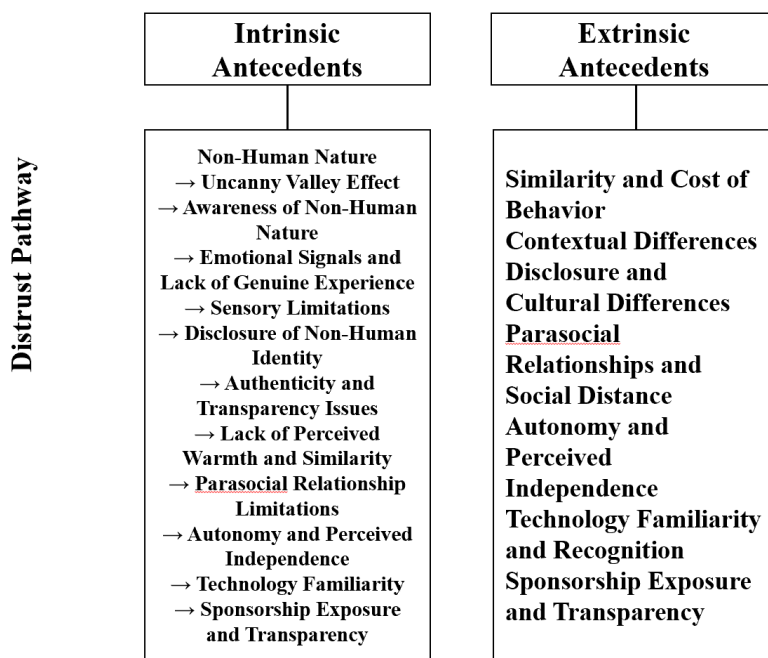 Distrust Pathway
Intrinsic
Antecedents
Non-Human Nature
→ Uncanny Valley Effect
→ Awareness of Non-Human
Nature
→ Emotional Signals and
Lack of Genuine Experience
→ Sensory Limitations
→ Disclosure of Non-Human
Identity
→ Authenticity and
Transparency Issues
→ Lack of Perceived
Warmth and Similarity
→ Parasocial Relationship
Limitations
→ Autonomy and Perceived
Independence
→ Technology Familiarity
→ Sponsorship Exposure
and Transparency
Extrinsic
Antecedents
Similarity and Cost of
Behavior
Contextual Differences
Disclosure and
Cultural Differences
Parasocial
Relationships and
Social Distance
Autonomy and
Perceived
Independence
Technology Familiarity
and Recognition
Sponsorship Exposure
and Transparency